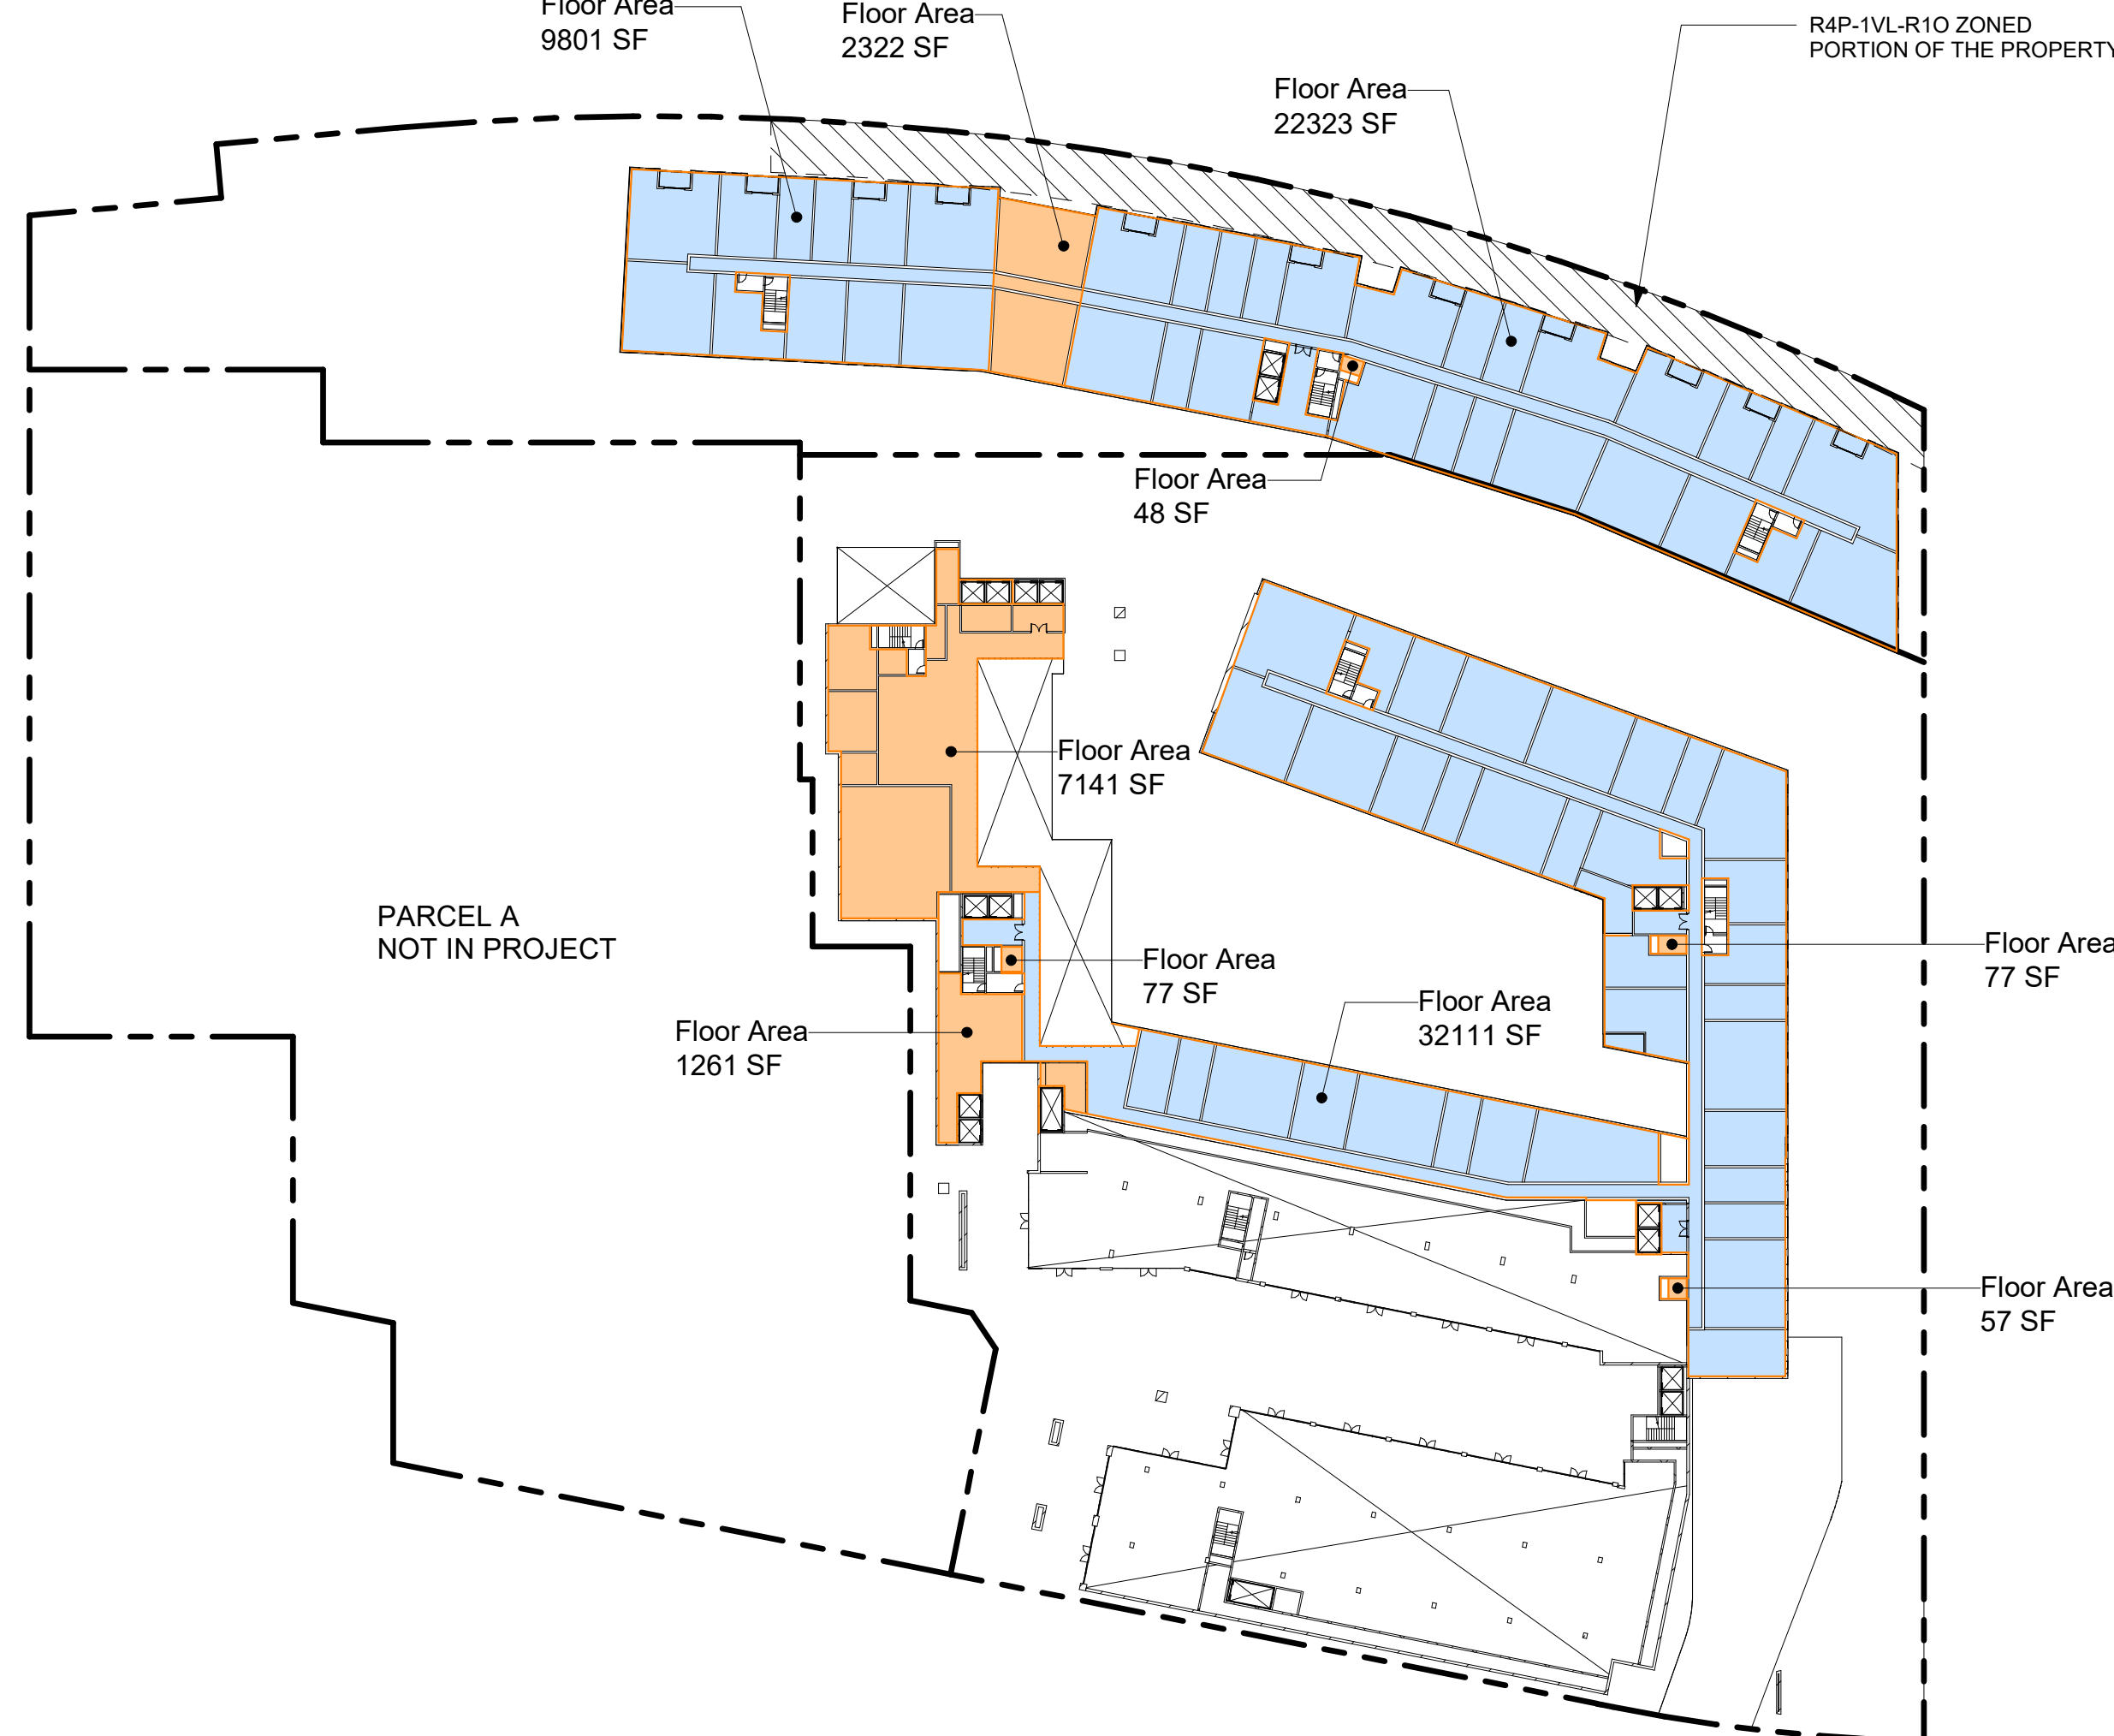 Floor Area
9801 SF
Floor Area
2322 SF
R4P-1VL-R1O ZONED
PORTION OF THE PROPERTY
Floor Area
22323 SF
Floor Area
48 SF
Floor Area
7141 SF
PARCEL A
NOT IN PROJECT
Floor Area
77 SF
Floor Area
77 SF
Floor Area
32111 SF
Floor Area
1261 SF
Floor Area
57 SF